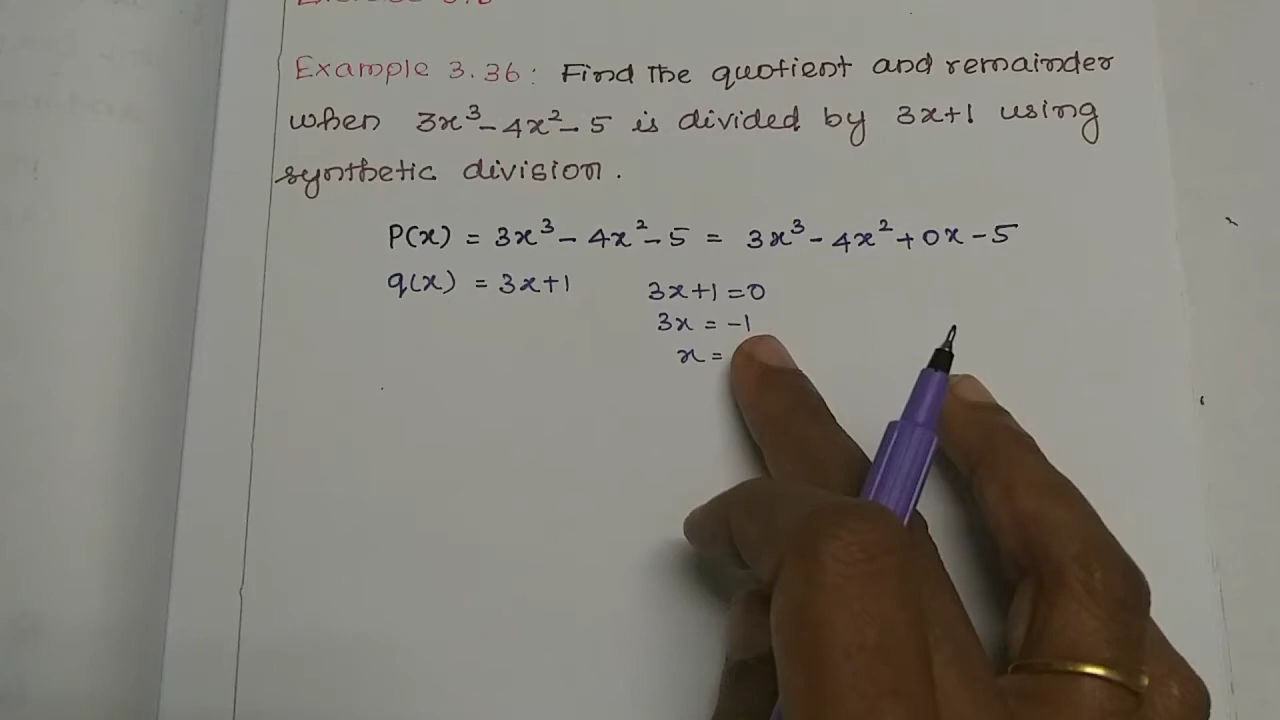 Example 3.36: Find the quotient and remainder
when 3x³-4x²-5 is divided by 3x+1 using
synthetic division.
P(x) = 3x³-4x²-5 = 3x³-4x²+0x-5
q(x) = 3x+1
3x+1=0
3x = -1
x =